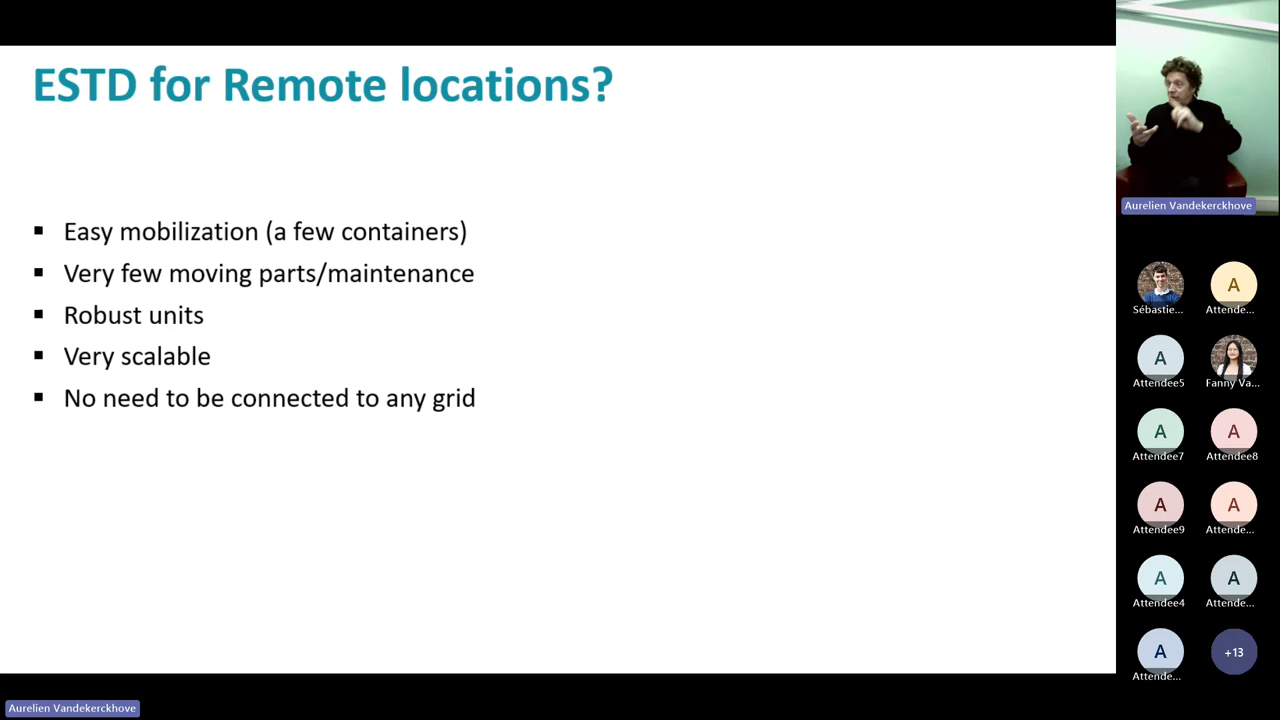 ESTD for Remote locations?
▪ Easy mobilization (a few containers)
▪ Very few moving parts/maintenance
▪ Robust units
▪ Very scalable
▪ No need to be connected to any grid
Aurelien Vandekerckhove
Sébastie...
A
Attende...
A
Attendee5
Fanny Va...
A
Attendee7
A
Attendee8
A
Attendee9
A
Attende...
A
Attendee4
A
Attende...
A
Attende...
+13
Aurelien Vandekerckhove